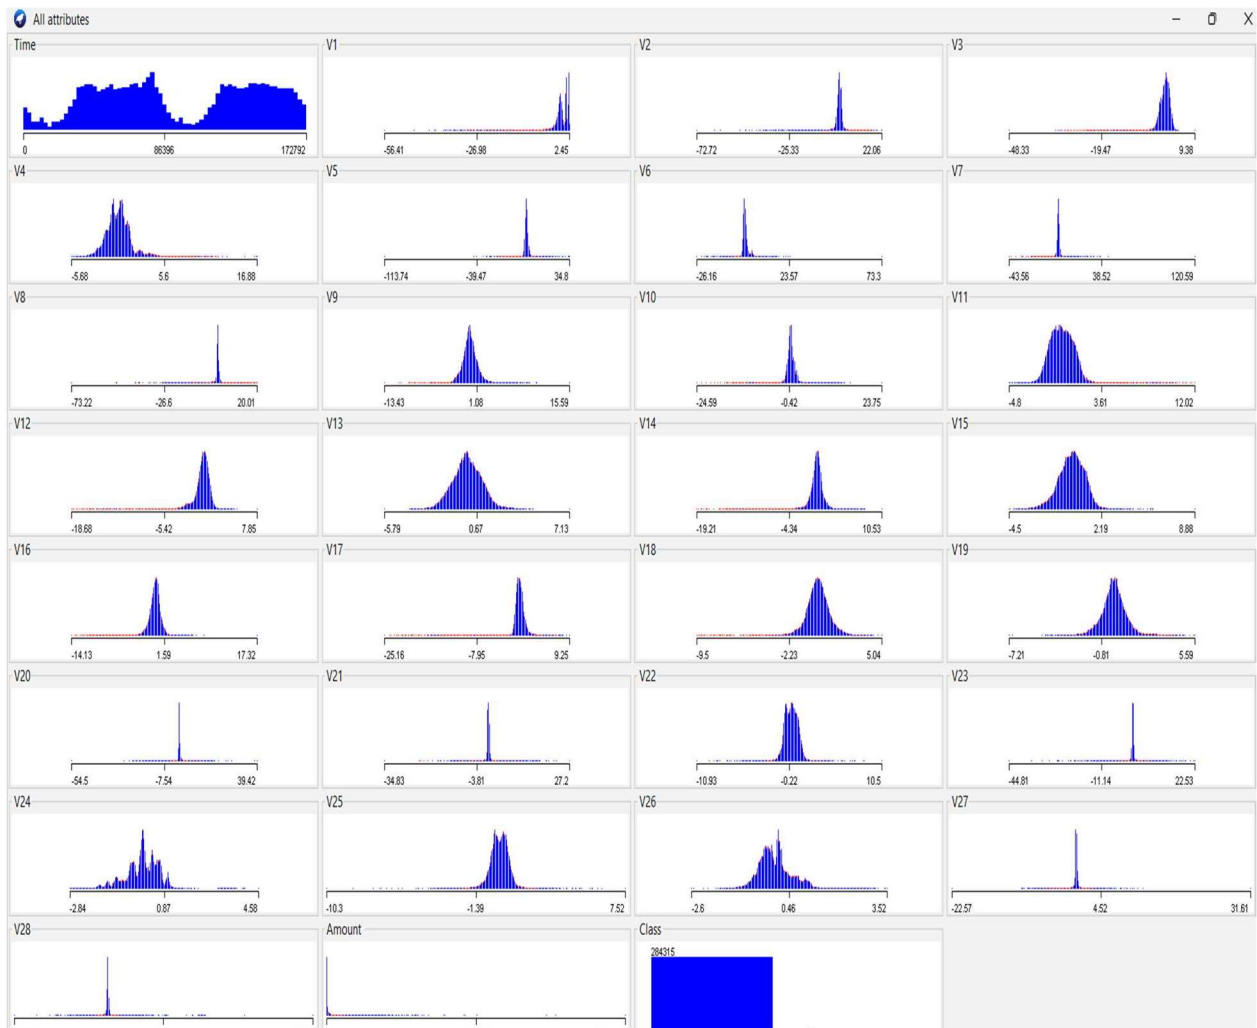 All attributes
Time V1 V2 V3
0 86396 172792 -56.41 -26.98 2.45 -72.72 -25.33 22.06 -48.33 -19.47 9.38
V4 V5 V6 V7
-5.68 5.6 16.88 -113.74 -39.47 34.8 -26.16 23.57 73.3 -43.56 38.52 120.59
V8 V9 V10 V11
-73.22 -26.6 20.01 -13.43 1.08 15.59 -24.59 -0.42 23.75 -4.8 3.61 12.02
V12 V13 V14 V15
-18.68 -5.42 7.85 -5.79 0.67 7.13 -19.21 -4.34 10.53 -4.5 2.19 8.88
V16 V17 V18 V19
-14.13 1.59 17.32 -25.16 -7.95 9.25 -9.5 -2.23 5.04 -7.21 -0.81 5.59
V20 V21 V22 V23
-54.5 -7.54 39.42 -34.83 -3.81 27.2 -10.93 -0.22 10.5 -44.81 -11.14 22.53
V24 V25 V26 V27
-2.84 0.87 4.58 -10.3 -1.39 7.52 -2.6 0.46 3.52 -22.57 4.52 31.61
V28 Amount Class
284315